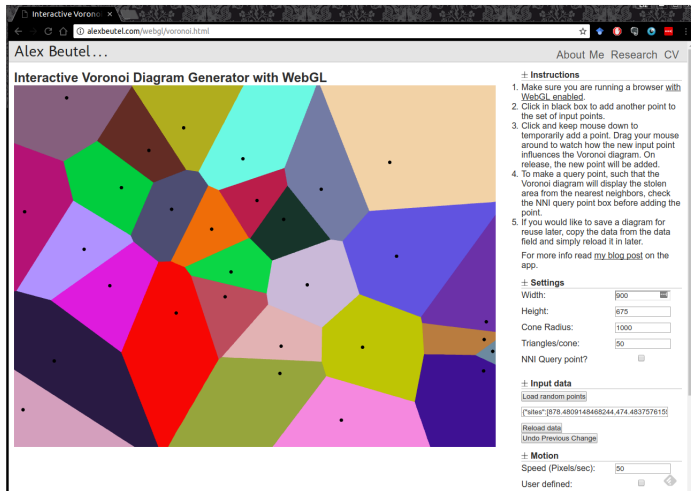 Interactive Vorono
alexbeutel.com/webgl/voronoi.html
Alex Beutel...
About Me Research CV
Interactive Voronoi Diagram Generator with WebGL
± Instructions
1. Make sure you are running a browser with
WebGL enabled.
2. Click in black box to add another point to
the set of input points.
3. Click and keep mouse down to
temporarily add a point. Drag your mouse
around to watch how the new input point
influences the Voronoi diagram. On
release, the new point will be added.
4. To make a query point, such that the
Voronoi diagram will display the stolen
area from the nearest neighbors, check
the NNI query point box before adding the
point.
5. If you would like to save a diagram for
reuse later, copy the data from the data
field and simply reload it in later.
For more info read my blog post on the
app.
± Settings
Width: 900
Height: 675
Cone Radius: 1000
Triangles/cone: 50
NNI Query point?
± Input data
Load random points
{"sites":[878.4809148468244,474.483757615
Reload data
Undo Previous Change
± Motion
Speed (Pixels/sec): 50
User defined: